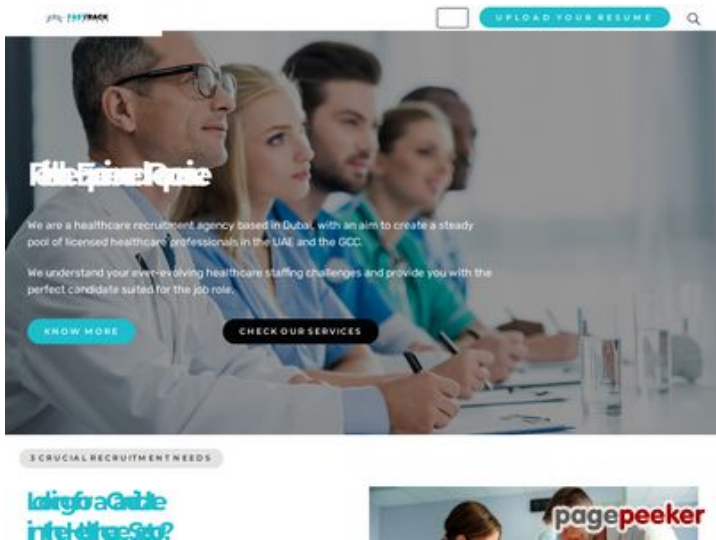 FASTTRACK
UPLOAD YOUR RESUME
We are a healthcare recruitment agency based in Dubai, with an aim to create a steady
pool of licensed healthcare professionals in the UAE and the GCC.
We understand your ever-evolving healthcare staffing challenges and provide you with the
perfect candidate suited for the job role.
KNOW MORE
CHECK OUR SERVICES
3 CRUCIAL RECRUITMENT NEEDS
pagepeeker